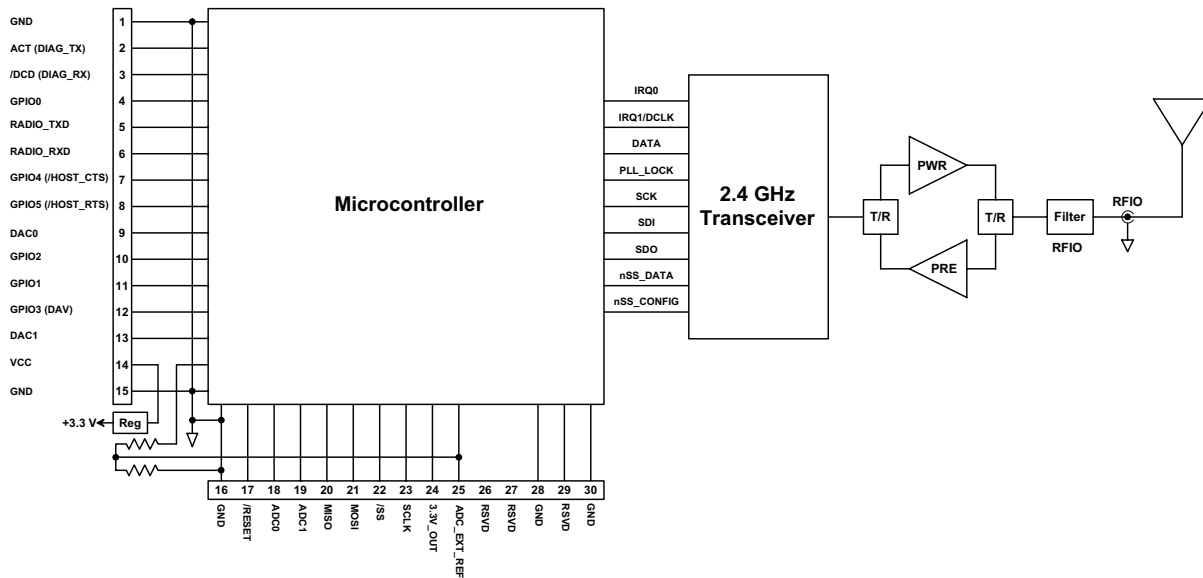 GND 1
ACT (DIAG_TX) 2
/DCD (DIAG_RX) 3
GPIO0 4
RADIO_TXD 5
RADIO_RXD 6
GPIO4 (/HOST_CTS) 7
GPIO5 (/HOST_RTS) 8
DAC0 9
GPIO2 10
GPIO1 11
GPIO3 (DAV) 12
DAC1 13
VCC 14
GND 15
+3.3 V Reg
Microcontroller
IRQ0
IRQ1/DCLK
DATA
PLL_LOCK
SCK
SDI
SDO
nSS_DATA
nSS_CONFIG
2.4 GHz
Transceiver
T/R
PWR
PRE
T/R
Filter
RFIO
RFIO
16 17 18 19 20 21 22 23 24 25 26 27 28 29 30
GND
/RESET
ADC0
ADC1
MISO
MOSI
/SS
SCLK
3.3V_OUT
ADC_EXT_REF
RSVD
RSVD
GND
RSVD
GND